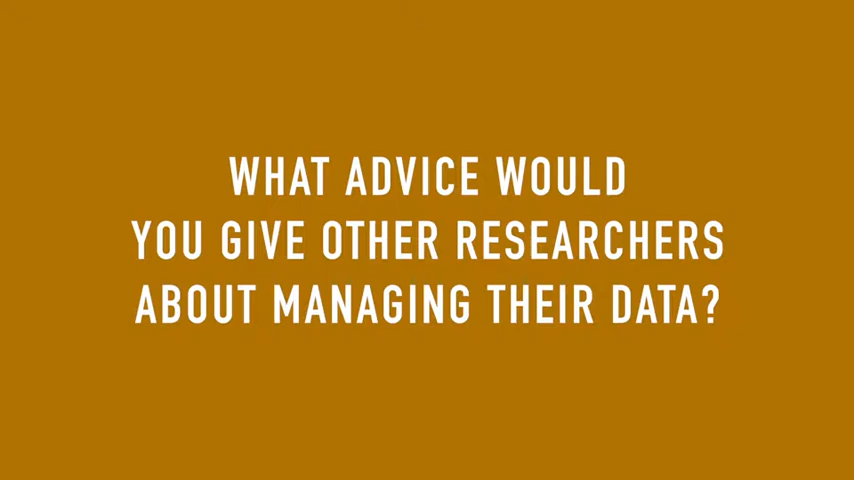 WHAT ADVICE WOULD
YOU GIVE OTHER RESEARCHERS
ABOUT MANAGING THEIR DATA?